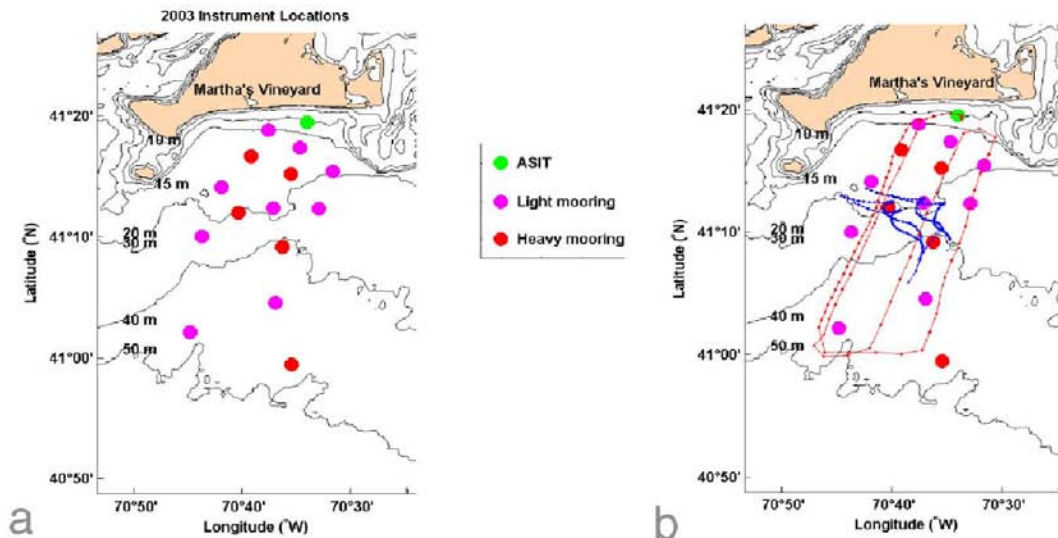 2003 Instrument Locations
Martha's Vineyard
41°20'
10 m
15 m
20 m
30 m
41°10'
40 m
50 m
41°00'
40°50'
70°50' 70°40' 70°30'
Latitude (°N)
Longitude (°W)
a
ASIT
Light mooring
Heavy mooring
Martha's Vineyard
41°20'
10 m
15 m
20 m
30 m
41°10'
40 m
50 m
41°00'
40°50'
70°50' 70°40' 70°30'
Latitude (°N)
Longitude (°W)
b